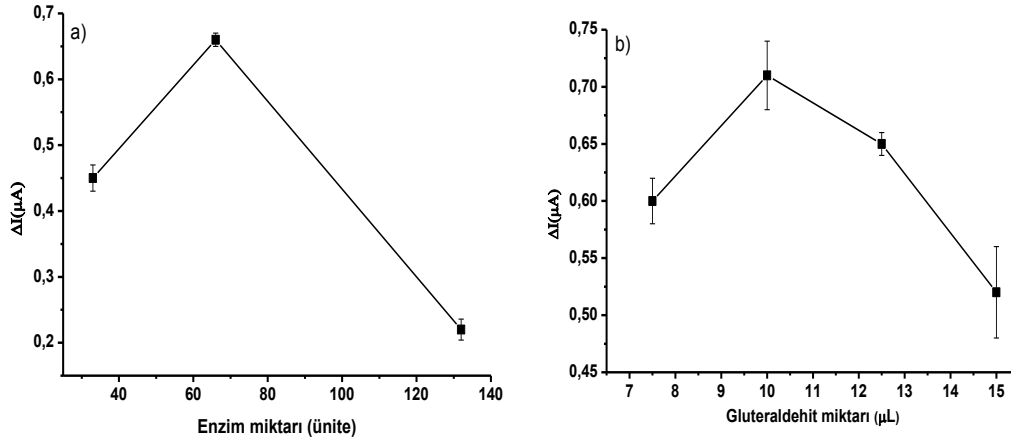 a)
0,7
0,6
0,5
0,4
0,3
0,2
ΔI(µA)
40 60 80 100 120 140
Enzim miktarı (ünite)
b)
0,75
0,70
0,65
0,60
0,55
0,50
0,45
ΔI(µA)
7 8 9 10 11 12 13 14 15
Gluteraldehit miktarı (µL)